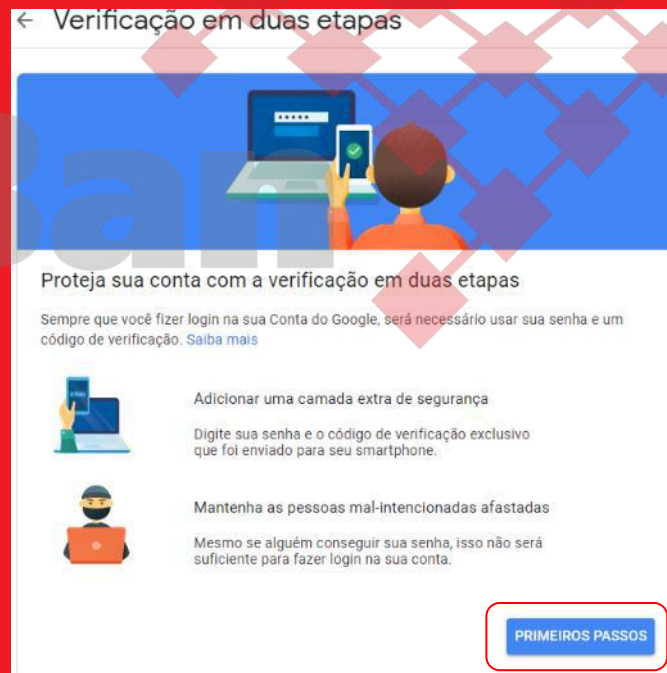 ← Verificação em duas etapas
Ban
Proteja sua conta com a verificação em duas etapas
Sempre que você fizer login na sua Conta do Google, será necessário usar sua senha e um
código de verificação. Saiba mais
Adicionar uma camada extra de segurança
Digite sua senha e o código de verificação exclusivo
que foi enviado para seu smartphone.
Mantenha as pessoas mal-intencionadas afastadas
Mesmo se alguém conseguir sua senha, isso não será
suficiente para fazer login na sua conta.
PRIMEIROS PASSOS